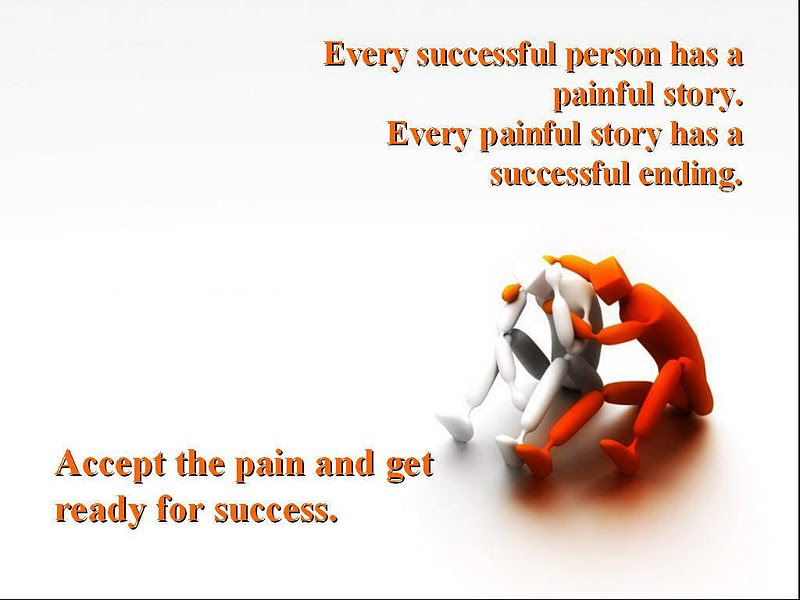 Every successful person has a
painful story.
Every painful story has a
successful ending.
Accept the pain and get
ready for success.